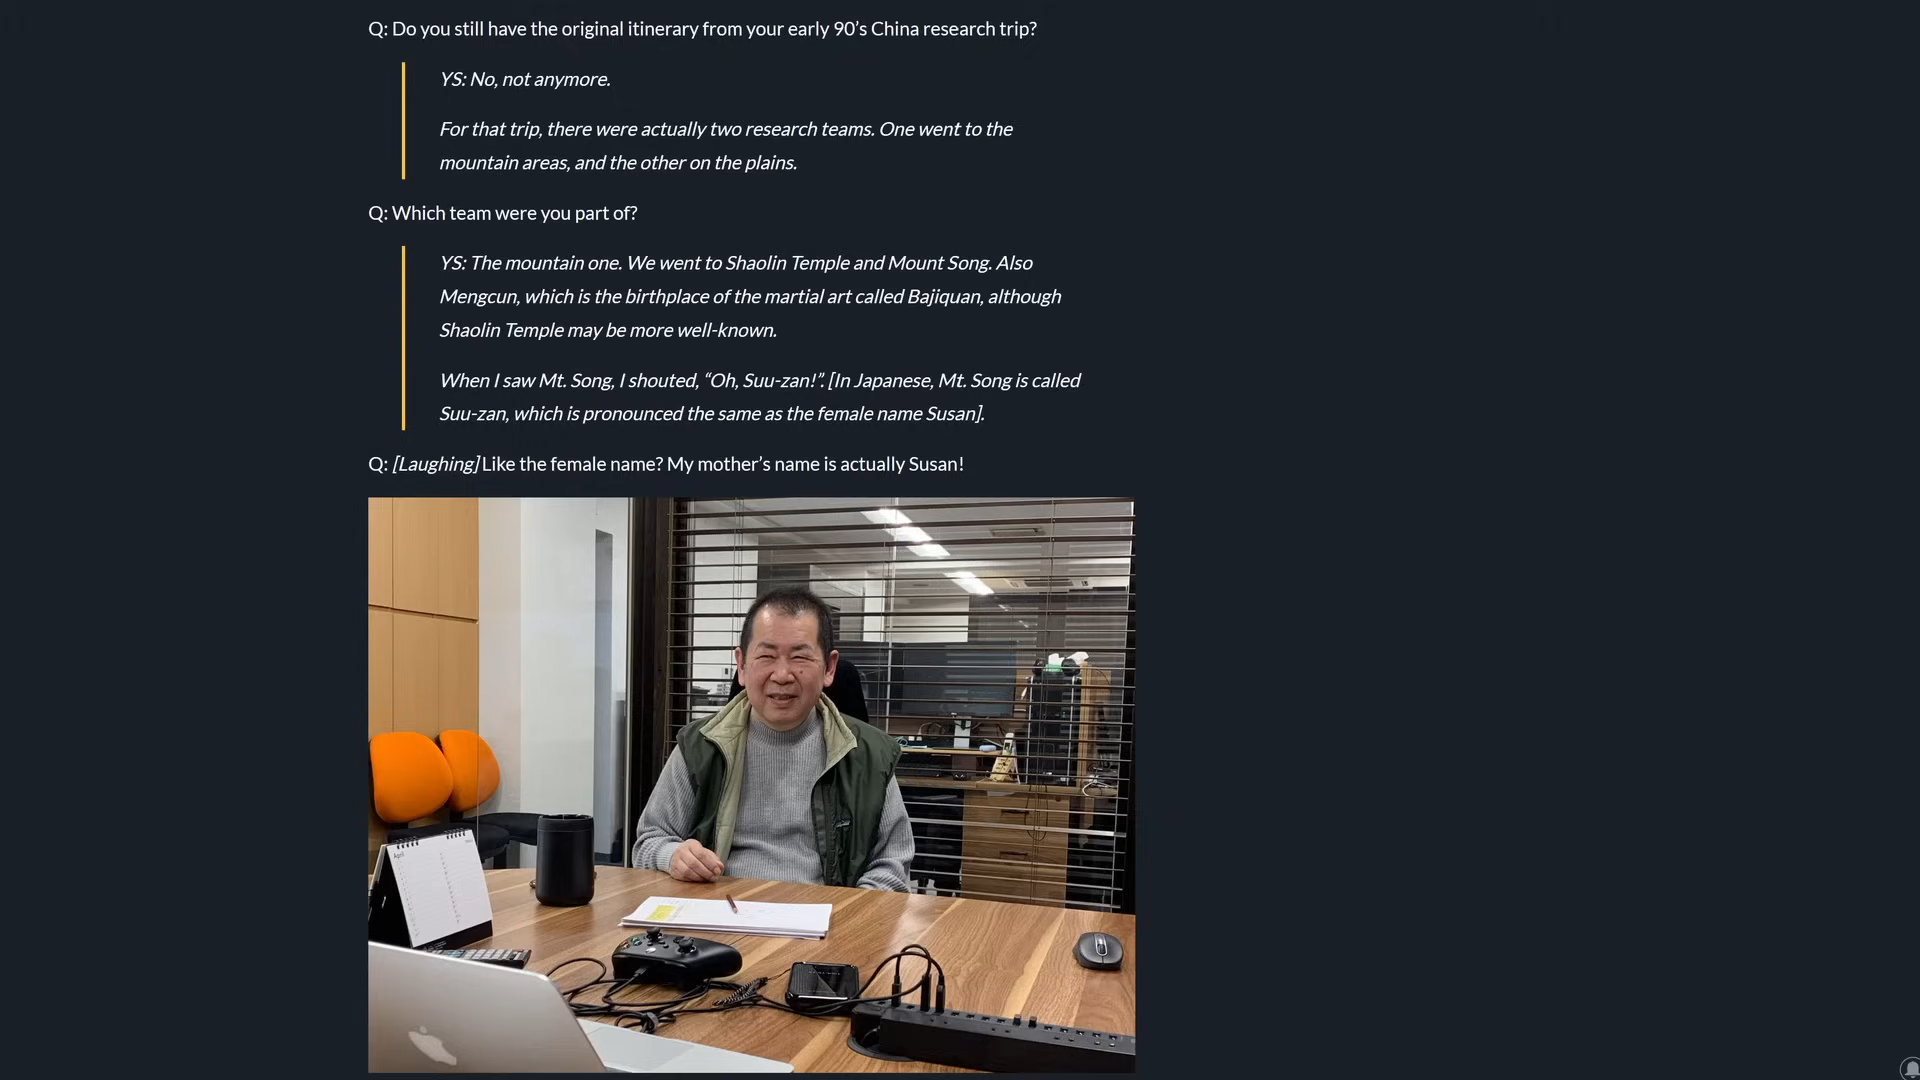 Q: Do you still have the original itinerary from your early 90’s China research trip?
YS: No, not anymore.
For that trip, there were actually two research teams. One went to the
mountain areas, and the other on the plains.
Q: Which team were you part of?
YS: The mountain one. We went to Shaolin Temple and Mount Song. Also
Mengcun, which is the birthplace of the martial art called Bajiquan, although
Shaolin Temple may be more well-known.
When I saw Mt. Song, I shouted, “Oh, Suu-zan!”. [In Japanese, Mt. Song is called
Suu-zan, which is pronounced the same as the female name Susan].
Q: [Laughing] Like the female name? My mother’s name is actually Susan!
April